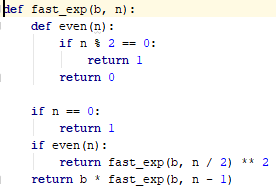 def fast_exp(b, n):
    def even(n):
        if n % 2 == 0:
            return 1
        return 0

    if n == 0:
        return 1
    if even(n):
        return fast_exp(b, n / 2) ** 2
    return b * fast_exp(b, n - 1)